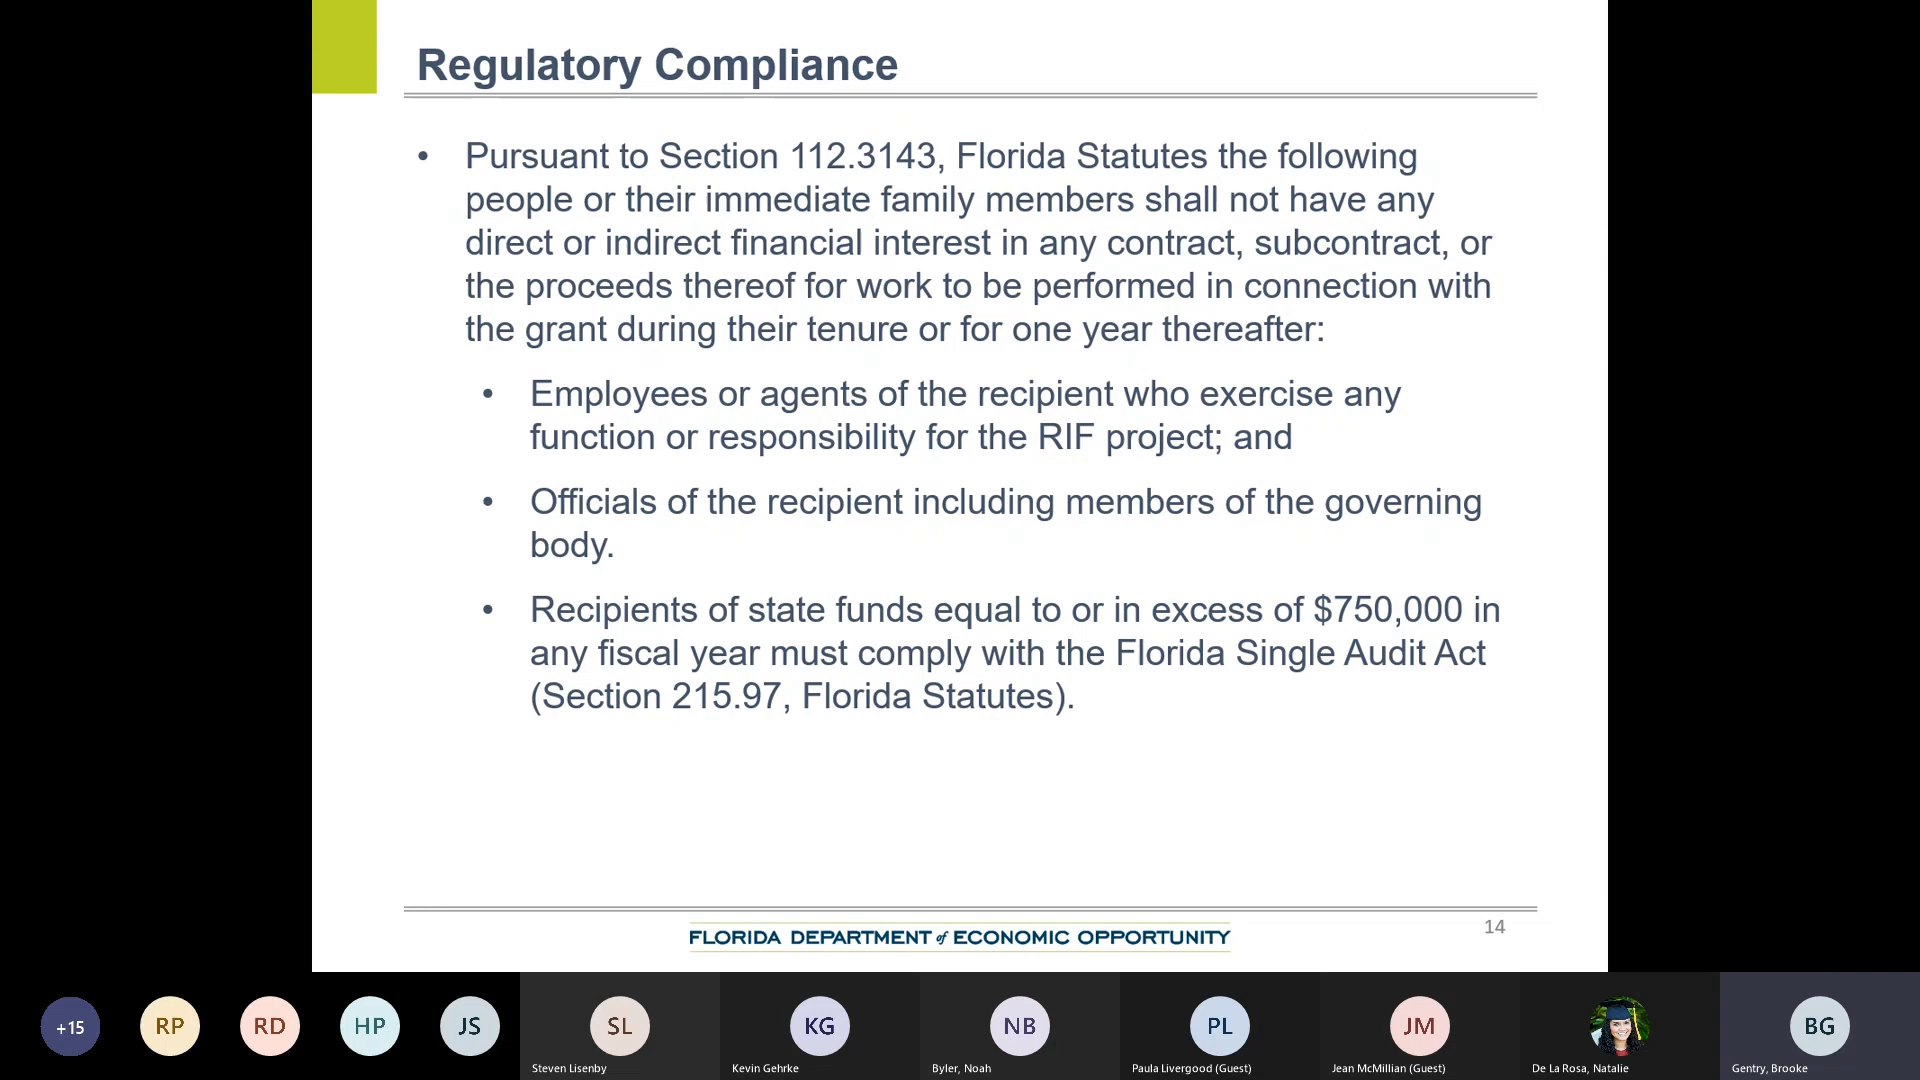 Regulatory Compliance
• Pursuant to Section 112.3143, Florida Statutes the following
people or their immediate family members shall not have any
direct or indirect financial interest in any contract, subcontract, or
the proceeds thereof for work to be performed in connection with
the grant during their tenure or for one year thereafter:
• Employees or agents of the recipient who exercise any
function or responsibility for the RIF project; and
• Officials of the recipient including members of the governing
body.
• Recipients of state funds equal to or in excess of $750,000 in
any fiscal year must comply with the Florida Single Audit Act
(Section 215.97, Florida Statutes).
14
FLORIDA DEPARTMENT of ECONOMIC OPPORTUNITY
+15 RP RD HP JS SL KG NB PL JM BG
Steven Lisenby Kevin Gehrke Byler, Noah Paula Livergood (Guest) Jean McMillian (Guest) De La Rosa, Natalie Gentry, Brooke